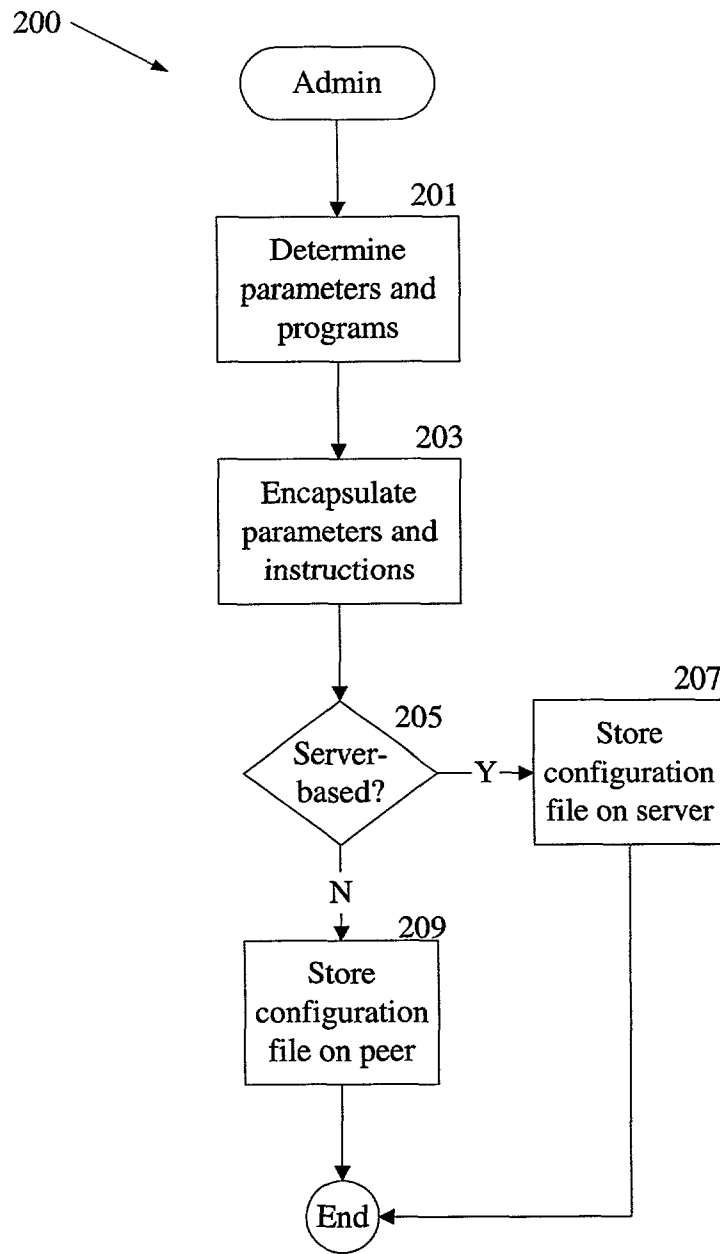 200
Admin
201
Determine
parameters and
programs
203
Encapsulate
parameters and
instructions
205
Server-
based?
Y
207
Store
configuration
file on server
N
209
Store
configuration
file on peer
End